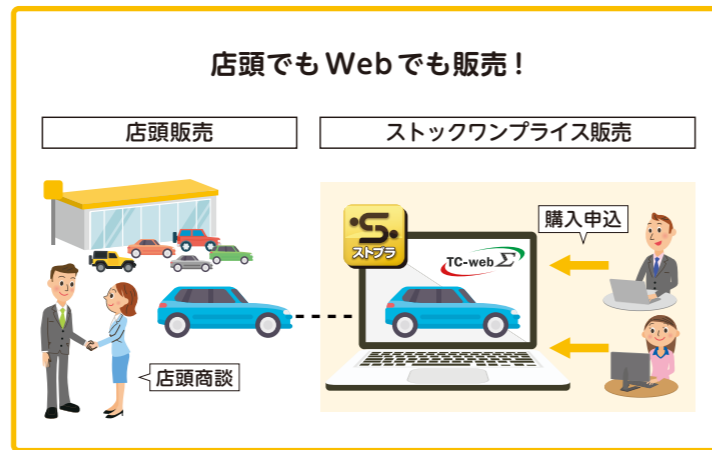 店頭でもWebでも販売！
店頭販売
ストックワンプライス販売
購入申込
ストプラ
TC-webΣ
店頭商談